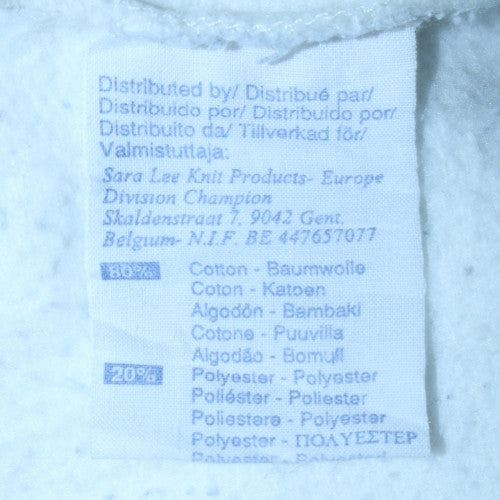 Distributed by/ Distribué par/
Distribuido por/ Distribuido por/
Distribuito da/ Tillverkad för/
Valmistuttaja:
Sara Lee Knit Products- Europe
Division Champion
Skaldenstraat 7, 9042 Gent,
Belgium- N.I.F. BE 447657077
80% Cotton - Baumwolle
Coton - Katoen
Algodón - Bambaki
Cotone - Puuvilla
Algodão - Bomull
20% Polyester - Polyester
Poliéster - Poliester
Poliestere - Polyester
Polyester - ΠΟΛΥΕΣΤΕΡ
Polyester - Polyester